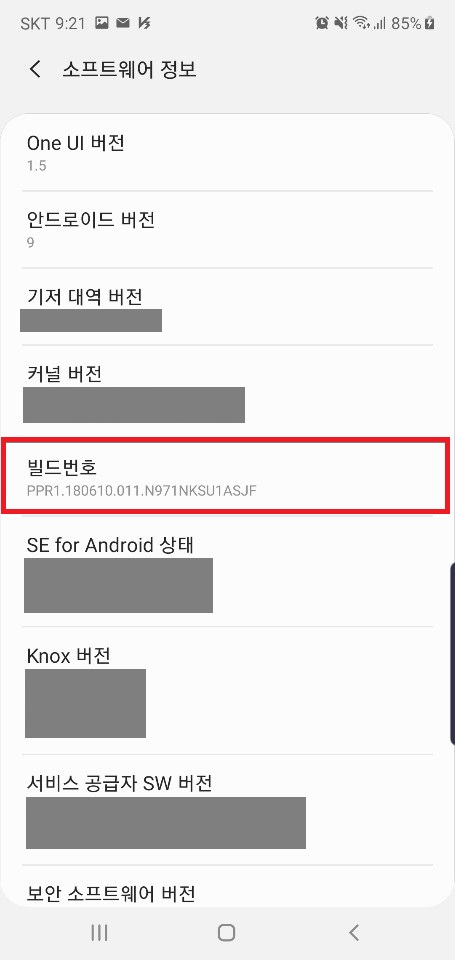 SKT 9:21
85%
소프트웨어 정보
One UI 버전
1.5
안드로이드 버전
9
기저 대역 버전
커널 버전
빌드번호
PPR1.180610.011.N971NKSU1ASJF
SE for Android 상태
Knox 버전
서비스 공급자 SW 버전
보안 소프트웨어 버전